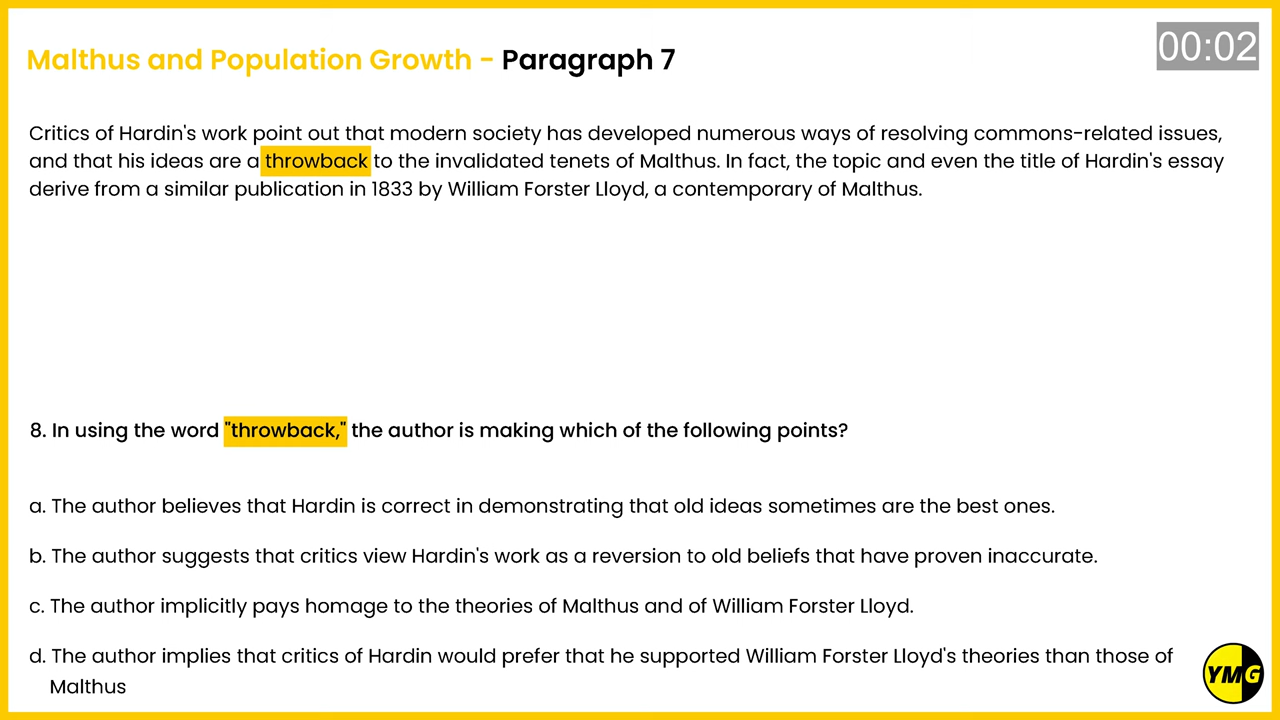 Malthus and Population Growth - Paragraph 7
00:02
Critics of Hardin's work point out that modern society has developed numerous ways of resolving commons-related issues,
and that his ideas are a throwback to the invalidated tenets of Malthus. In fact, the topic and even the title of Hardin's essay
derive from a similar publication in 1833 by William Forster Lloyd, a contemporary of Malthus.
8. In using the word "throwback," the author is making which of the following points?
a. The author believes that Hardin is correct in demonstrating that old ideas sometimes are the best ones.
b. The author suggests that critics view Hardin's work as a reversion to old beliefs that have proven inaccurate.
c. The author implicitly pays homage to the theories of Malthus and of William Forster Lloyd.
d. The author implies that critics of Hardin would prefer that he supported William Forster Lloyd's theories than those of
Malthus
YMG